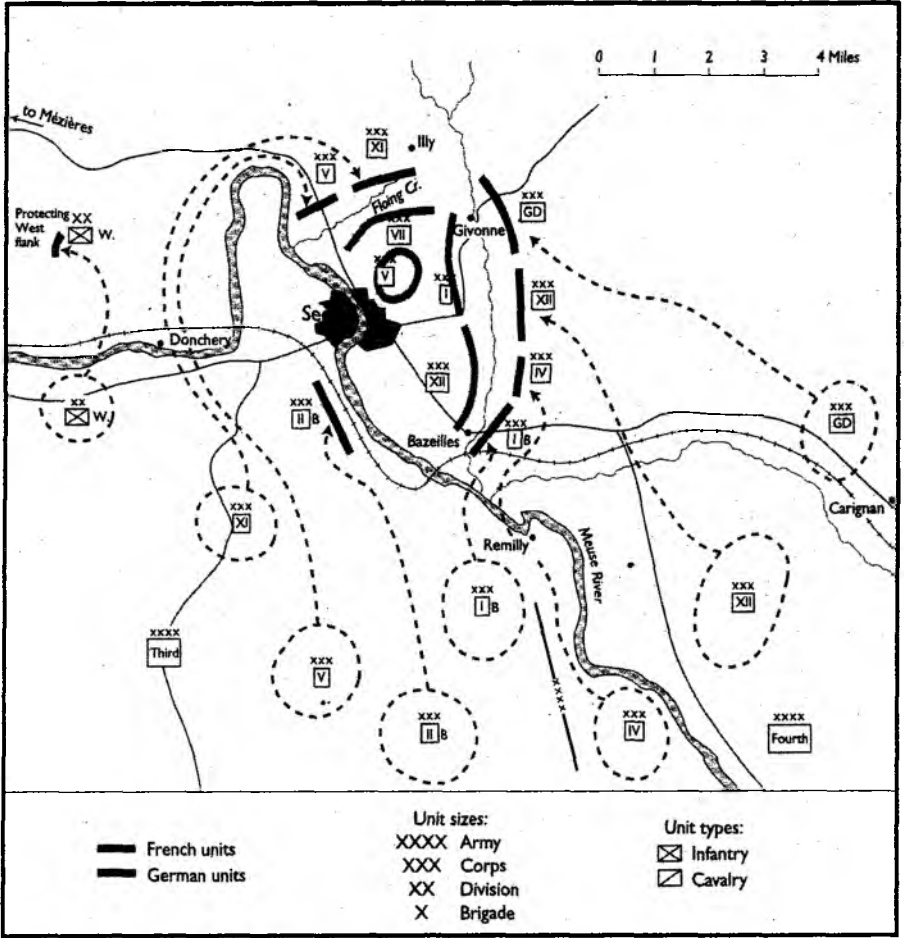 0 1 2 3 4 Miles
to Mézières
XXX
XI
Illy
XXX
V
Floing Cr.
XXX
GD
Protecting
West
flank
XX
W.
XXX
VII
Givonne
XXX
V
XXX
I
XXX
XII
Se
Donchery
XXX
XII
XXX
IV
XX
W.
XXX
II B
Bazeilles
XXX
I B
XXX
GD
Carignan
XXX
XI
Remilly
Meuse River
XXX
I B
XXX
XII
XXXX
Third
XXX
V
XXXX
XXX
II B
XXX
IV
XXXX
Fourth
French units
German units
Unit sizes:
XXXX Army
XXX Corps
XX Division
X Brigade
Unit types:
Infantry
Cavalry